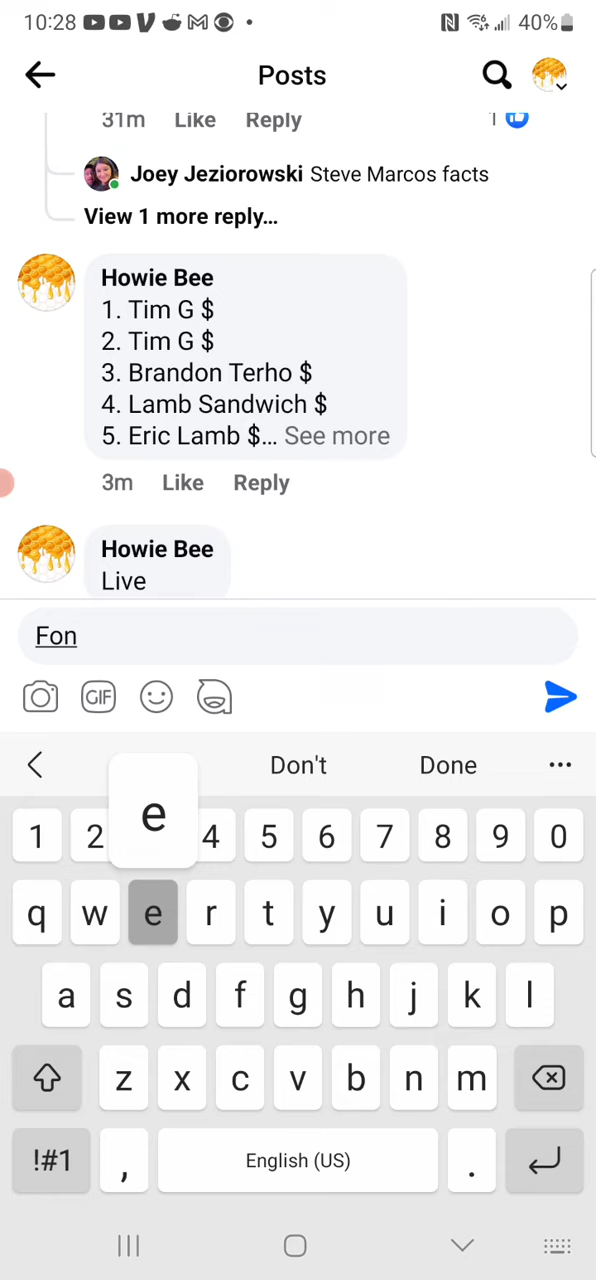 10:28 40%
Posts
31m Like Reply 1
Joey Jeziorowski Steve Marcos facts
View 1 more reply...
Howie Bee
1. Tim G $
2. Tim G $
3. Brandon Terho $
4. Lamb Sandwich $
5. Eric Lamb $... See more
3m Like Reply
Howie Bee
Live
Fon
GIF
Don't Done
e
1 2 4 5 6 7 8 9 0
q w e r t y u i o p
a s d f g h j k l
z x c v b n m
!#1 , English (US) .